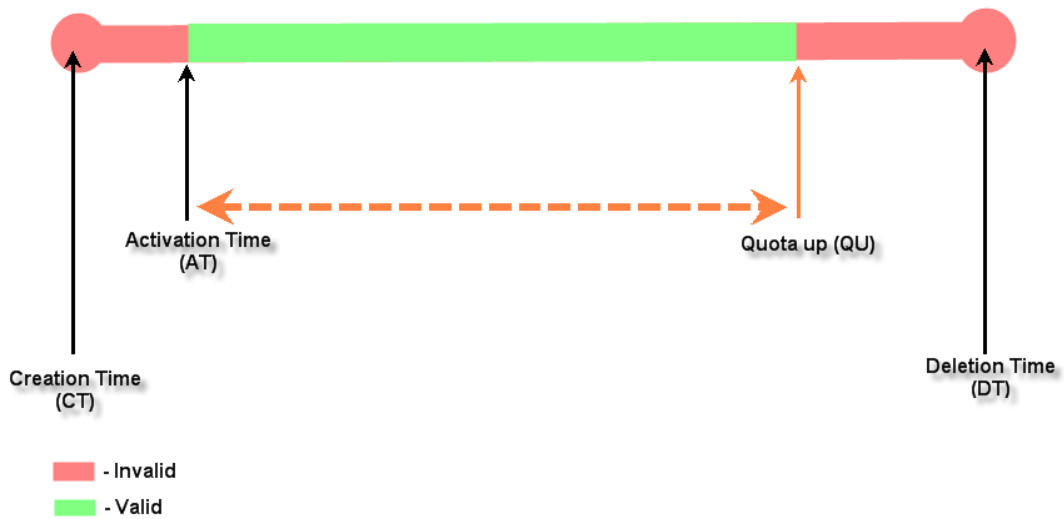 Activation Time
(AT)
Quota up (QU)
Creation Time
(CT)
Deletion Time
(DT)
- Invalid
- Valid